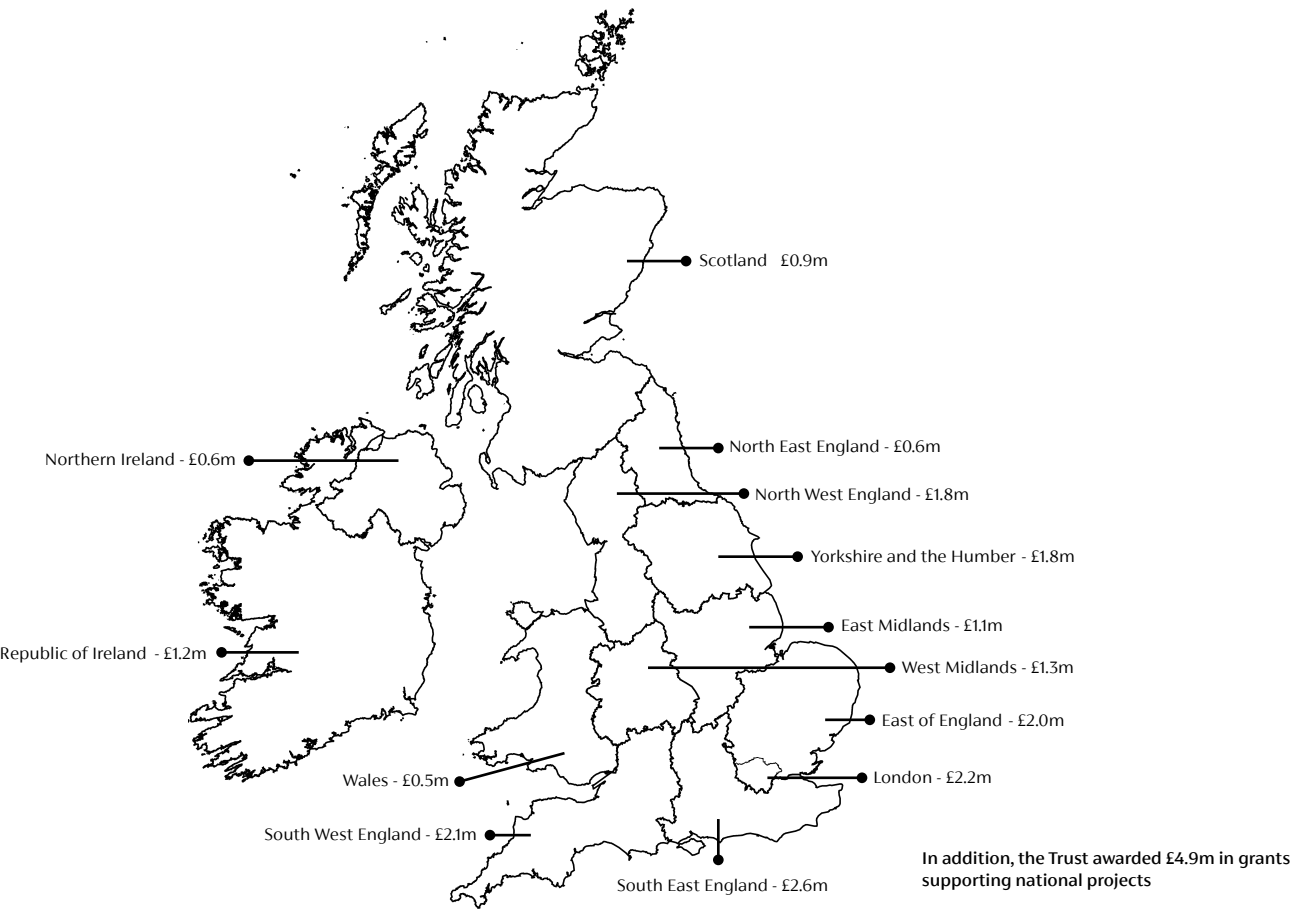 Scotland £0.9m
North East England - £0.6m
Northern Ireland - £0.6m
North West England - £1.8m
Yorkshire and the Humber - £1.8m
East Midlands - £1.1m
Republic of Ireland - £1.2m
West Midlands - £1.3m
East of England - £2.0m
Wales - £0.5m
London - £2.2m
South West England - £2.1m
South East England - £2.6m
In addition, the Trust awarded £4.9m in grants
supporting national projects